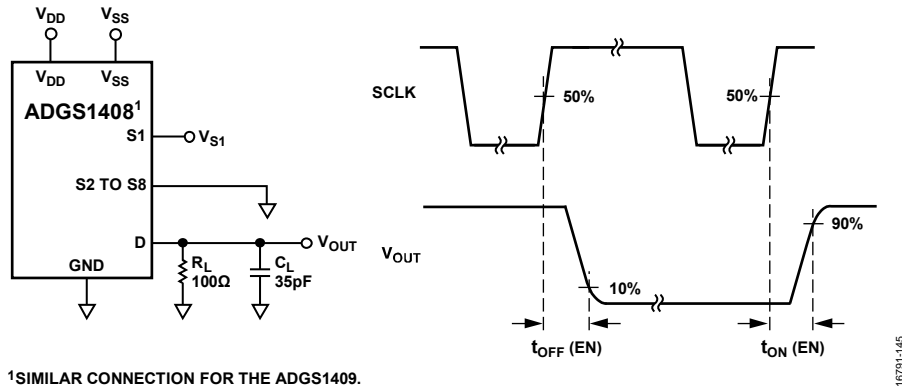 VDD
VSS
VDD
VSS
ADGS1408¹
S1
VS1
S2 TO S8
D
VOUT
GND
RL
100Ω
CL
35pF
SCLK
50%
50%
VOUT
90%
10%
tOFF (EN)
tON (EN)
¹SIMILAR CONNECTION FOR THE ADGS1409.
16791-145